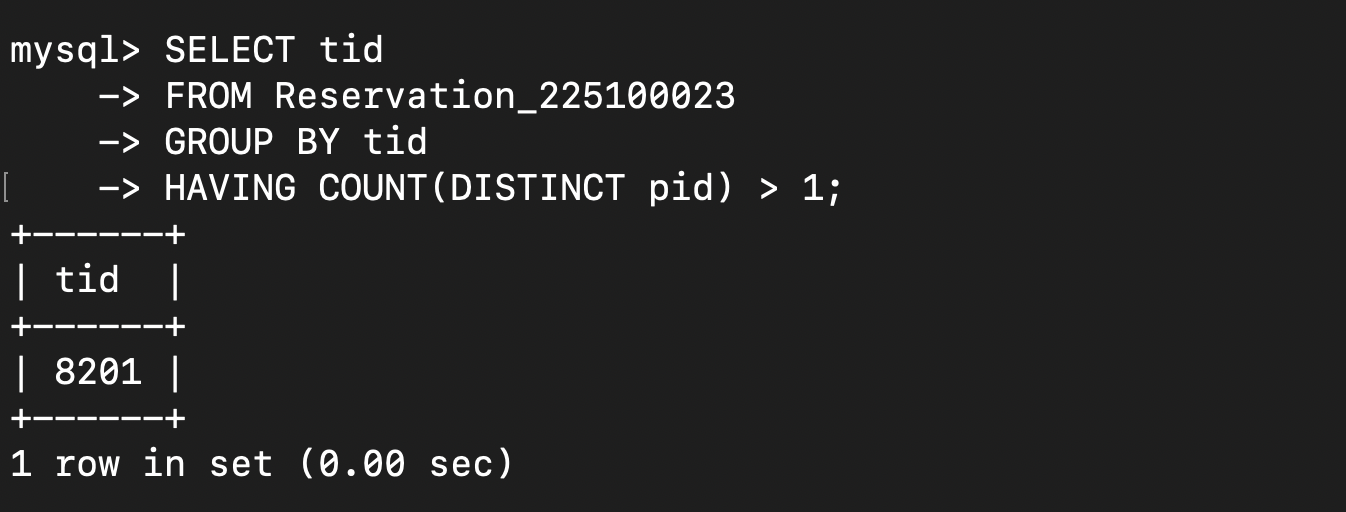 mysql> SELECT tid
    -> FROM Reservation_225100023
    -> GROUP BY tid
[    -> HAVING COUNT(DISTINCT pid) > 1;
+------+
| tid  |
+------+
| 8201 |
+------+
1 row in set (0.00 sec)